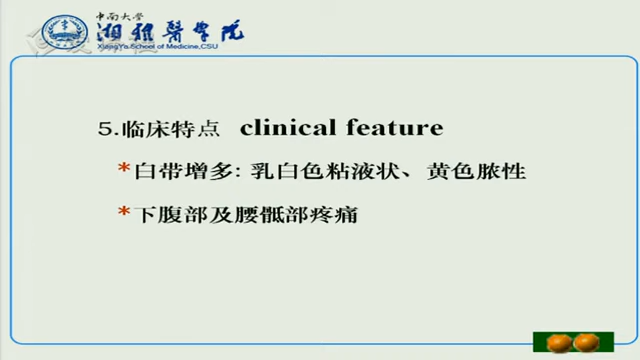 中南大学
湘雅醫學院
XiangYa School of Medicine,CSU
5.临床特点 clinical feature
*白带增多: 乳白色粘液状、黄色脓性
*下腹部及腰骶部疼痛